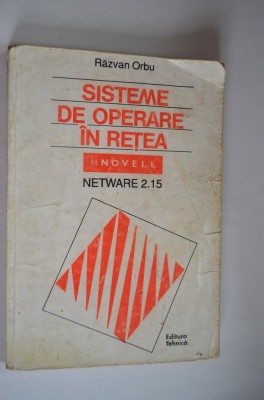 Răzvan Orbu
SISTEME
DE OPERARE
ÎN REȚEA
NOVELL
NETWARE 2.15
Editura
Tehnică